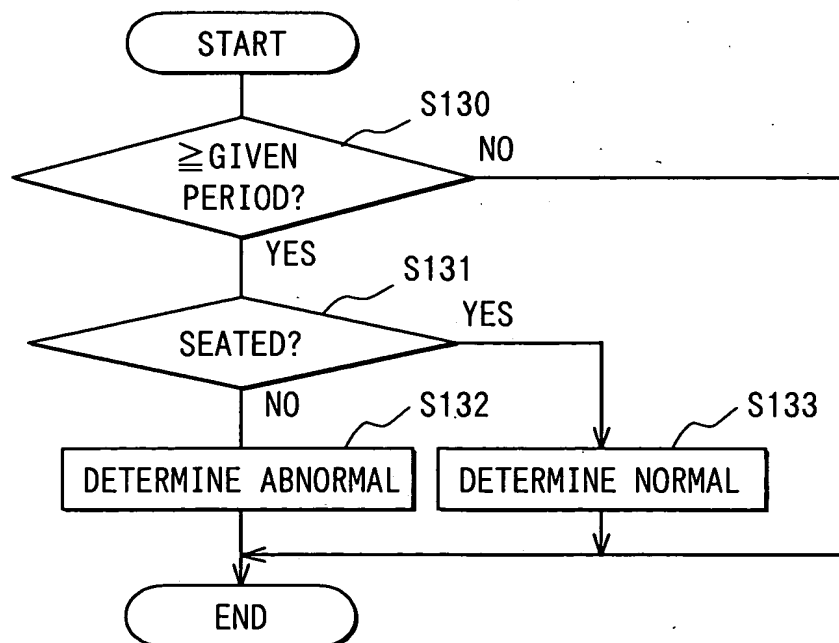 START
S130
≧GIVEN
PERIOD?
NO
YES
S131
SEATED?
YES
NO
S132
S133
DETERMINE ABNORMAL
DETERMINE NORMAL
END